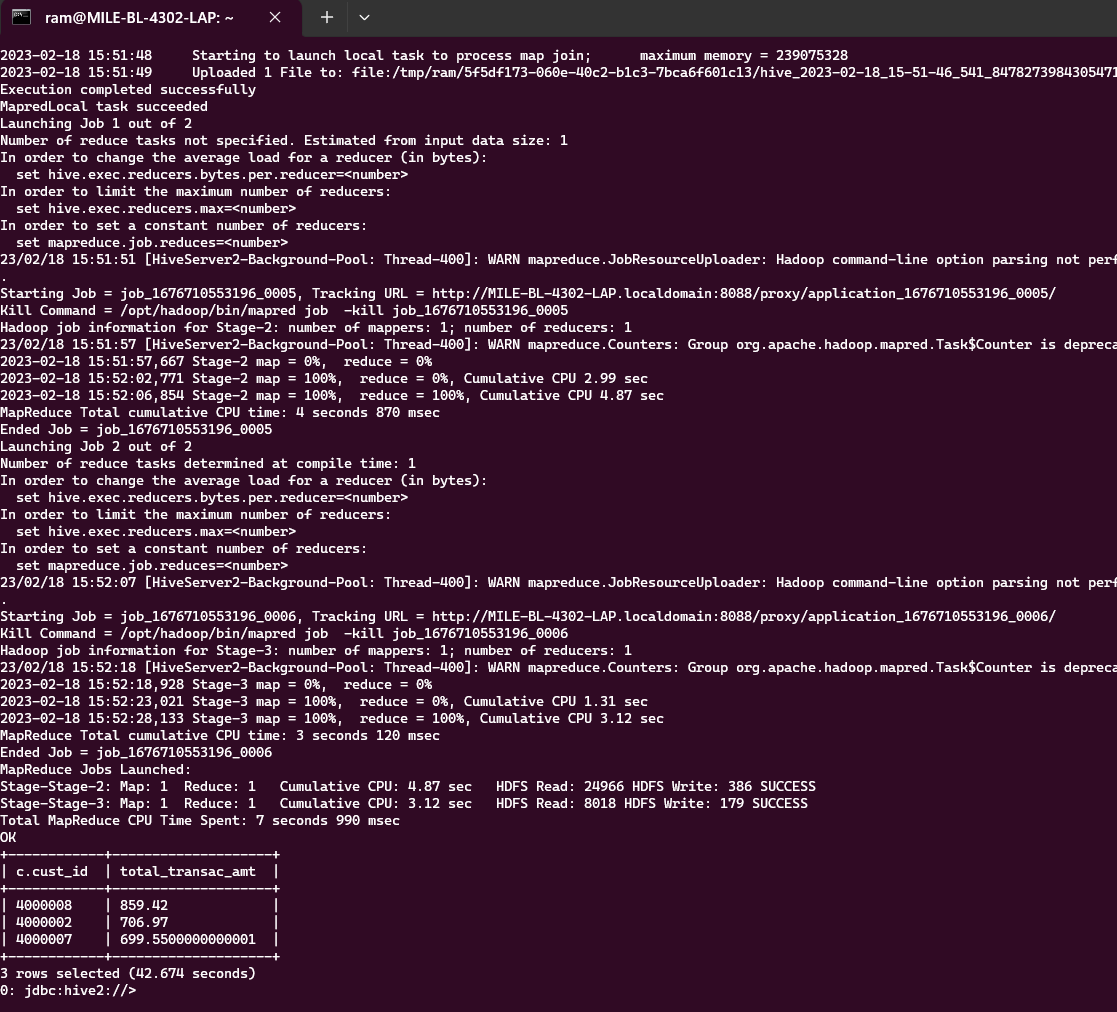 ram@MILE-BL-4302-LAP: ~
2023-02-18 15:51:48     Starting to launch local task to process map join;      maximum memory = 239075328
2023-02-18 15:51:49     Uploaded 1 File to: file:/tmp/ram/5f5df173-060e-40c2-b1c3-7bca6f601c13/hive_2023-02-18_15-51-46_541_8478273984305471
Execution completed successfully
MapredLocal task succeeded
Launching Job 1 out of 2
Number of reduce tasks not specified. Estimated from input data size: 1
In order to change the average load for a reducer (in bytes):
  set hive.exec.reducers.bytes.per.reducer=<number>
In order to limit the maximum number of reducers:
  set hive.exec.reducers.max=<number>
In order to set a constant number of reducers:
  set mapreduce.job.reduces=<number>
23/02/18 15:51:51 [HiveServer2-Background-Pool: Thread-400]: WARN mapreduce.JobResourceUploader: Hadoop command-line option parsing not perf
.
Starting Job = job_1676710553196_0005, Tracking URL = http://MILE-BL-4302-LAP.localdomain:8088/proxy/application_1676710553196_0005/
Kill Command = /opt/hadoop/bin/mapred job  -kill job_1676710553196_0005
Hadoop job information for Stage-2: number of mappers: 1; number of reducers: 1
23/02/18 15:51:57 [HiveServer2-Background-Pool: Thread-400]: WARN mapreduce.Counters: Group org.apache.hadoop.mapred.Task$Counter is depreca
2023-02-18 15:51:57,667 Stage-2 map = 0%,  reduce = 0%
2023-02-18 15:52:02,771 Stage-2 map = 100%,  reduce = 0%, Cumulative CPU 2.99 sec
2023-02-18 15:52:06,854 Stage-2 map = 100%,  reduce = 100%, Cumulative CPU 4.87 sec
MapReduce Total cumulative CPU time: 4 seconds 870 msec
Ended Job = job_1676710553196_0005
Launching Job 2 out of 2
Number of reduce tasks determined at compile time: 1
In order to change the average load for a reducer (in bytes):
  set hive.exec.reducers.bytes.per.reducer=<number>
In order to limit the maximum number of reducers:
  set hive.exec.reducers.max=<number>
In order to set a constant number of reducers:
  set mapreduce.job.reduces=<number>
23/02/18 15:52:07 [HiveServer2-Background-Pool: Thread-400]: WARN mapreduce.JobResourceUploader: Hadoop command-line option parsing not perf
.
Starting Job = job_1676710553196_0006, Tracking URL = http://MILE-BL-4302-LAP.localdomain:8088/proxy/application_1676710553196_0006/
Kill Command = /opt/hadoop/bin/mapred job  -kill job_1676710553196_0006
Hadoop job information for Stage-3: number of mappers: 1; number of reducers: 1
23/02/18 15:52:18 [HiveServer2-Background-Pool: Thread-400]: WARN mapreduce.Counters: Group org.apache.hadoop.mapred.Task$Counter is depreca
2023-02-18 15:52:18,928 Stage-3 map = 0%,  reduce = 0%
2023-02-18 15:52:23,021 Stage-3 map = 100%,  reduce = 0%, Cumulative CPU 1.31 sec
2023-02-18 15:52:28,133 Stage-3 map = 100%,  reduce = 100%, Cumulative CPU 3.12 sec
MapReduce Total cumulative CPU time: 3 seconds 120 msec
Ended Job = job_1676710553196_0006
MapReduce Jobs Launched:
Stage-Stage-2: Map: 1  Reduce: 1   Cumulative CPU: 4.87 sec   HDFS Read: 24966 HDFS Write: 386 SUCCESS
Stage-Stage-3: Map: 1  Reduce: 1   Cumulative CPU: 3.12 sec   HDFS Read: 8018 HDFS Write: 179 SUCCESS
Total MapReduce CPU Time Spent: 7 seconds 990 msec
OK
+------------+--------------------+
| c.cust_id  | total_transac_amt  |
+------------+--------------------+
| 4000008    | 859.42             |
| 4000002    | 706.97             |
| 4000007    | 699.5500000000001  |
+------------+--------------------+
3 rows selected (42.674 seconds)
0: jdbc:hive2://>